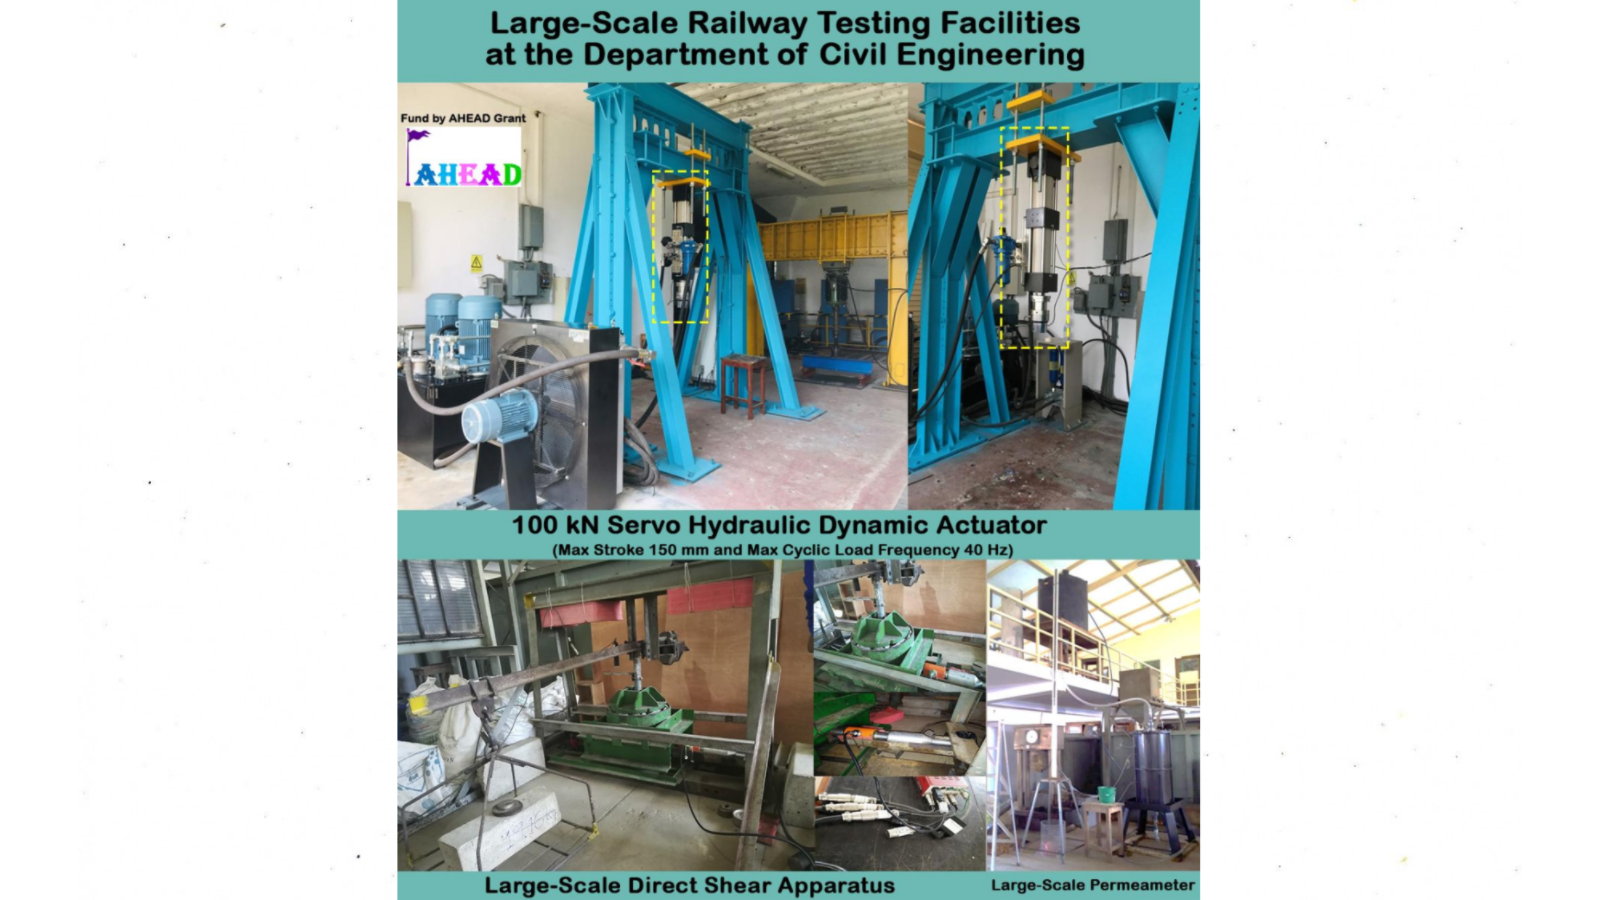 Large-Scale Railway Testing Facilities
at the Department of Civil Engineering
Fund by AHEAD Grant
AHEAD
100 kN Servo Hydraulic Dynamic Actuator
(Max Stroke 150 mm and Max Cyclic Load Frequency 40 Hz)
Large-Scale Direct Shear Apparatus
Large-Scale Permeameter